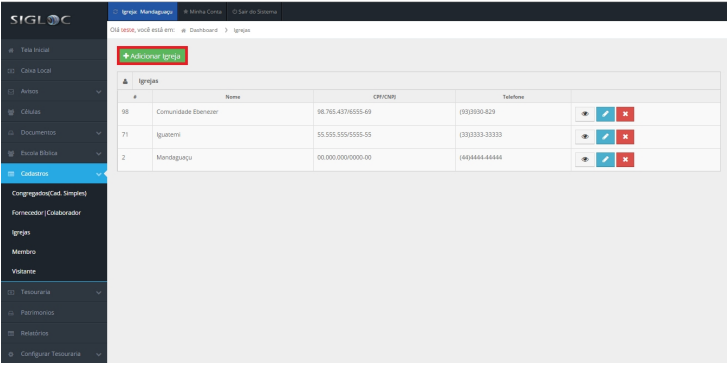 SIGLOC
Igreja: Mandaguaçu
Minha Conta
Sair do Sistema
Olá teste, você está em: Dashboard > Igrejas
Tela Inicial
Caixa Local
Avisos
Células
Documentos
Escola Bíblica
Cadastros
Congregados(Cad. Simples)
Fornecedor|Colaborador
Igrejas
Membro
Visitante
Tesouraria
Patrimonios
Relatórios
Configurar Tesouraria
+ Adicionar Igreja
Igrejas
# Nome CPF/CNPJ Telefone
98 Comunidade Ebenezer 98.765.437/6555-69 (93)3930-829
71 Iguatemi 55.555.555/5555-55 (33)3333-33333
2 Mandaguaçu 00.000.000/0000-00 (44)4444-44444